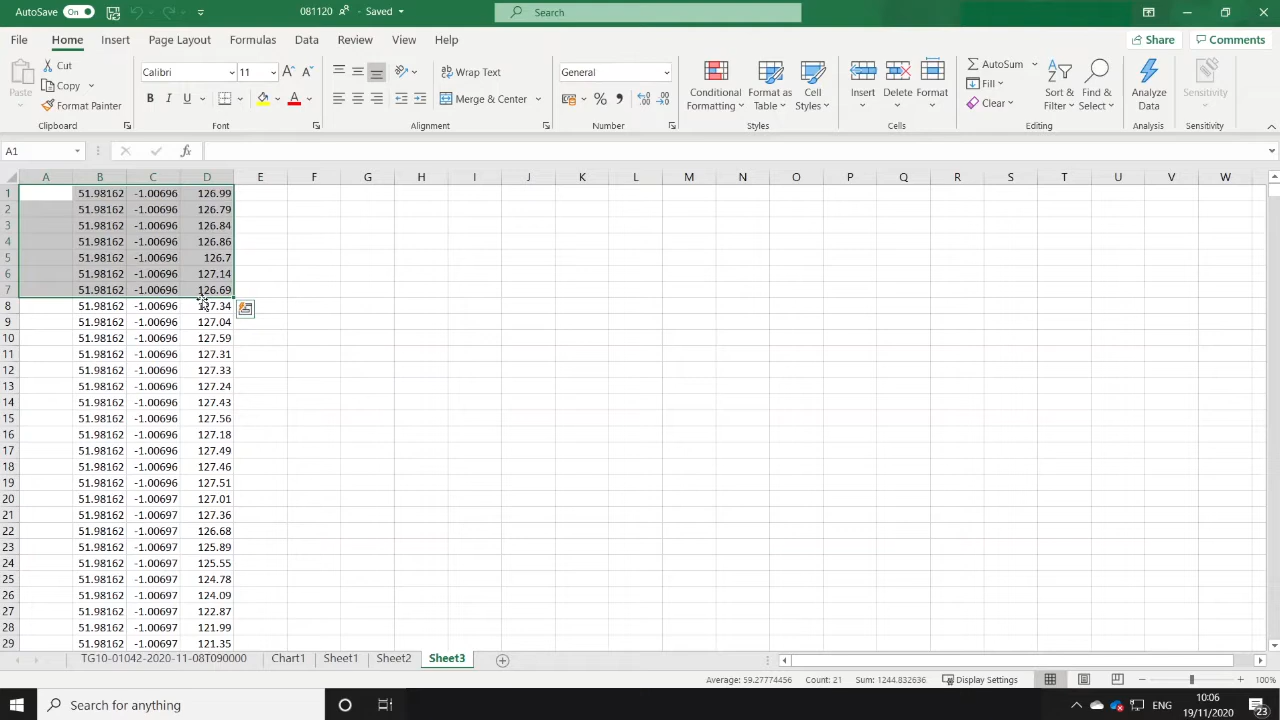 AutoSave On 081120 Saved Search
File Home Insert Page Layout Formulas Data Review View Help Share Comments
Paste Cut Copy Format Painter
Calibri 11 B I U A
Wrap Text Merge & Center
General % ,
Conditional Formatting Format as Table Cell Styles
Insert Delete Format
AutoSum Fill Clear
Sort & Filter Find & Select
Analyze Data
Sensitivity
Clipboard Font Alignment Number Styles Cells Editing Analysis Sensitivity
A1 fx
A B C D E F G H I J K L M N O P Q R S T U V W
1 51.98162 -1.00696 126.99
2 51.98162 -1.00696 126.79
3 51.98162 -1.00696 126.84
4 51.98162 -1.00696 126.86
5 51.98162 -1.00696 126.7
6 51.98162 -1.00696 127.14
7 51.98162 -1.00696 126.69
8 51.98162 -1.00696 127.34
9 51.98162 -1.00696 127.04
10 51.98162 -1.00696 127.59
11 51.98162 -1.00696 127.31
12 51.98162 -1.00696 127.33
13 51.98162 -1.00696 127.24
14 51.98162 -1.00696 127.43
15 51.98162 -1.00696 127.56
16 51.98162 -1.00696 127.18
17 51.98162 -1.00696 127.49
18 51.98162 -1.00696 127.46
19 51.98162 -1.00696 127.51
20 51.98162 -1.00697 127.01
21 51.98162 -1.00697 127.36
22 51.98162 -1.00697 126.68
23 51.98162 -1.00697 125.89
24 51.98162 -1.00697 125.55
25 51.98162 -1.00697 124.78
26 51.98162 -1.00697 124.09
27 51.98162 -1.00697 122.87
28 51.98162 -1.00697 121.99
29 51.98162 -1.00697 121.35
TG10-01042-2020-11-08T090000 Chart1 Sheet1 Sheet2 Sheet3
Average: 59.27774456 Count: 21 Sum: 1244.832636 Display Settings 100%
Search for anything ENG 10:06
19/11/2020 23